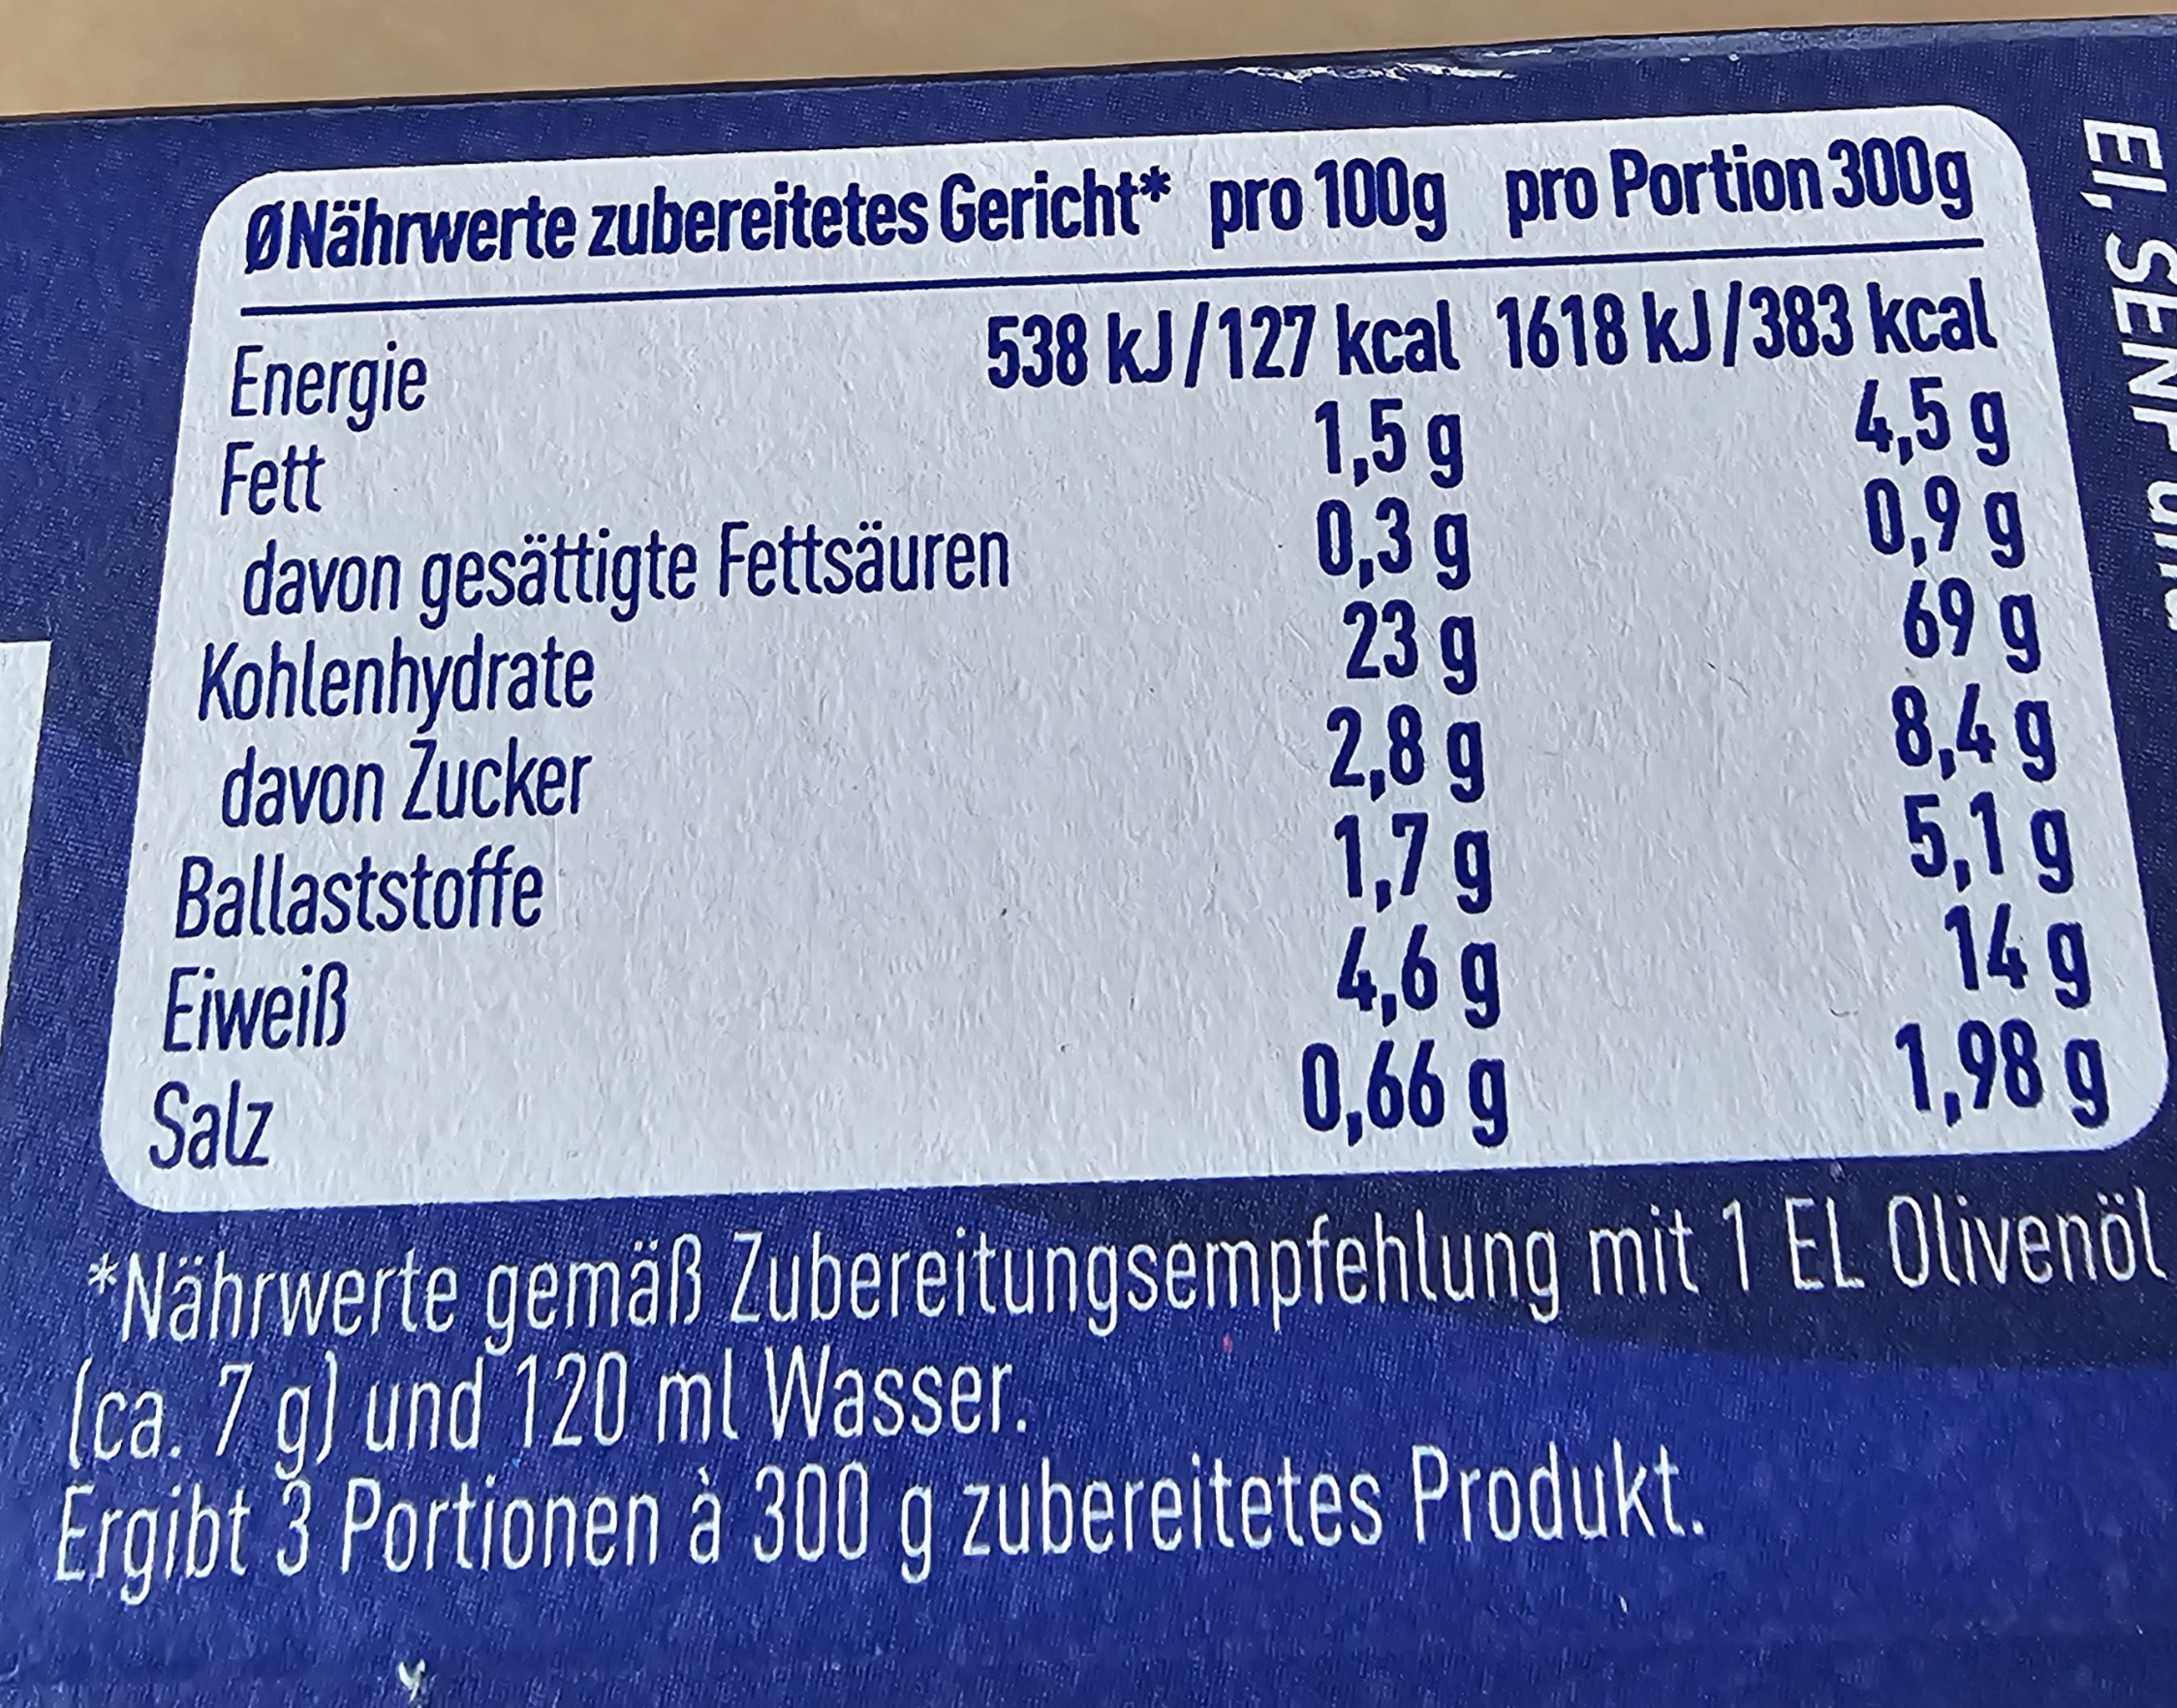 ØNährwerte zubereitetes Gericht* pro 100g pro Portion 300g
Energie 538 kJ/127 kcal 1618 kJ/383 kcal
Fett 1,5 g 4,5 g
davon gesättigte Fettsäuren 0,3 g 0,9 g
Kohlenhydrate 23 g 69 g
davon Zucker 2,8 g 8,4 g
Ballaststoffe 1,7 g 5,1 g
Eiweiß 4,6 g 14 g
Salz 0,66 g 1,98 g
*Nährwerte gemäß Zubereitungsempfehlung mit 1 EL Olivenöl
(ca. 7 g) und 120 ml Wasser.
Ergibt 3 Portionen à 300 g zubereitetes Produkt.
EI, SENF